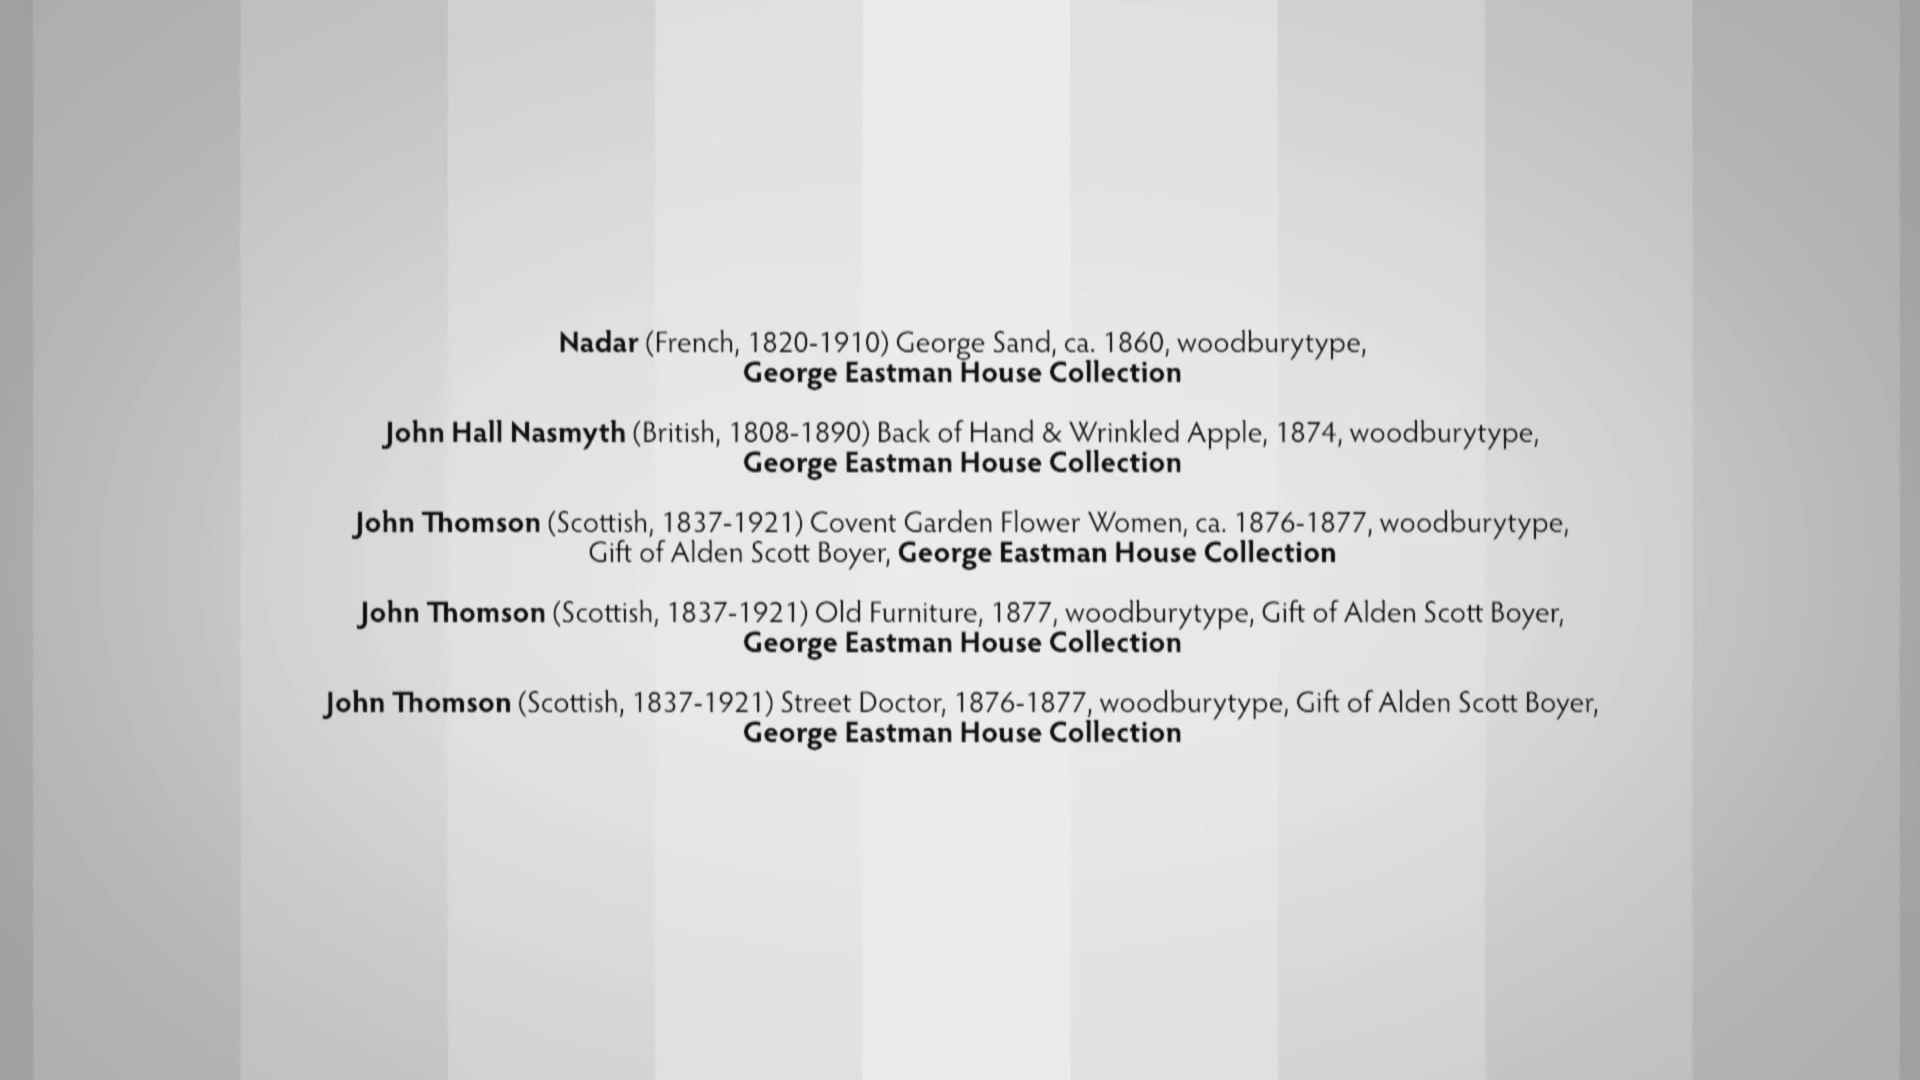 Nadar (French, 1820-1910) George Sand, ca. 1860, woodburytype,
George Eastman House Collection
John Hall Nasmyth (British, 1808-1890) Back of Hand & Wrinkled Apple, 1874, woodburytype,
George Eastman House Collection
John Thomson (Scottish, 1837-1921) Covent Garden Flower Women, ca. 1876-1877, woodburytype,
Gift of Alden Scott Boyer, George Eastman House Collection
John Thomson (Scottish, 1837-1921) Old Furniture, 1877, woodburytype, Gift of Alden Scott Boyer,
George Eastman House Collection
John Thomson (Scottish, 1837-1921) Street Doctor, 1876-1877, woodburytype, Gift of Alden Scott Boyer,
George Eastman House Collection